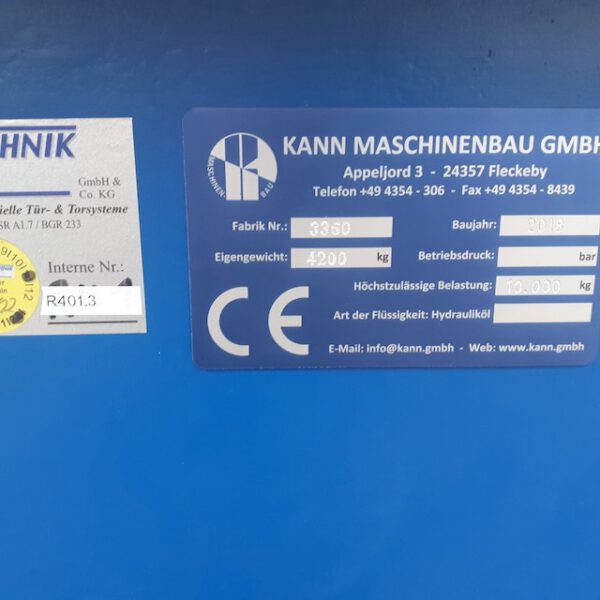 HNIK
GmbH &
Co. KG
ielle Tür- & Torsysteme
SR A1.7 / BGR 233
Interne Nr.:
R401.3
KANN MASCHINENBAU GMBH
Appeljord 3 - 24357 Fleckeby
Telefon +49 4354 - 306 - Fax +49 4354 - 8439
MASCHINEN BAU
Fabrik Nr.: 3360 Baujahr:
Eigengewicht: 4200 kg Betriebsdruck: bar
Höchstzulässige Belastung: 10.000 kg
Art der Flüssigkeit: Hydrauliköl
CE
E-Mail: info@kann.gmbh - Web: www.kann.gmbh